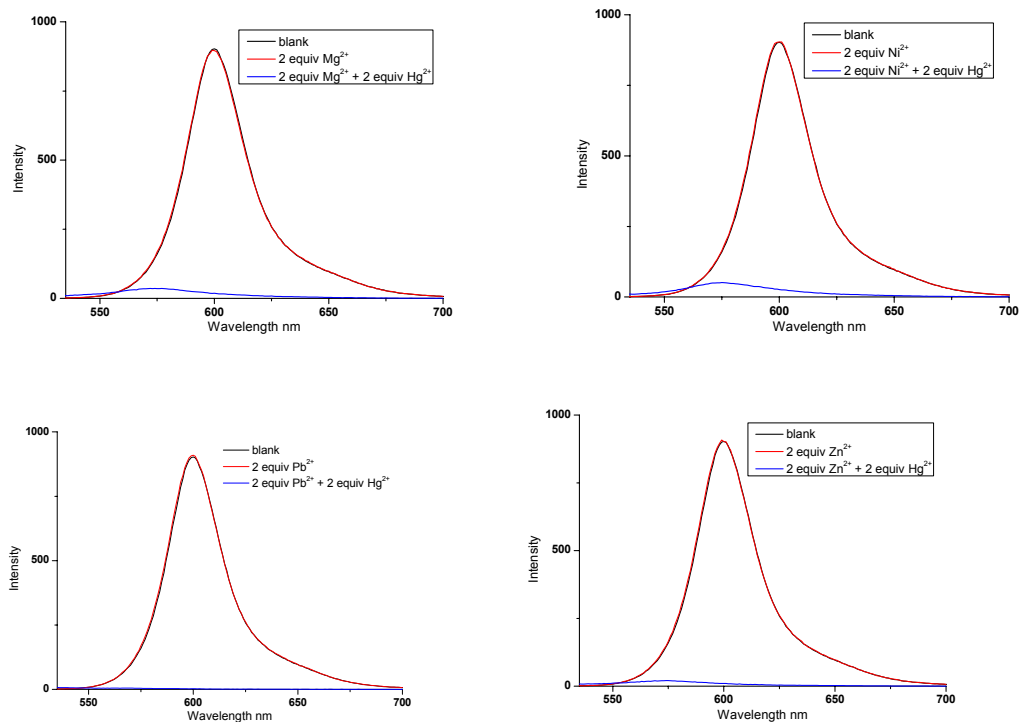 1000
500
0
Intensity
blank
2 equiv Mg²⁺
2 equiv Mg²⁺ + 2 equiv Hg²⁺
550 600 650 700
Wavelength nm
1000
500
0
Intensity
blank
2 equiv Ni²⁺
2 equiv Ni²⁺ + 2 equiv Hg²⁺
550 600 650 700
Wavelength nm
1000
500
0
Intensity
blank
2 equiv Pb²⁺
2 equiv Pb²⁺ + 2 equiv Hg²⁺
550 600 650 700
Wavelength nm
1000
500
0
Intensity
blank
2 equiv Zn²⁺
2 equiv Zn²⁺ + 2 equiv Hg²⁺
550 600 650 700
Wavelength nm